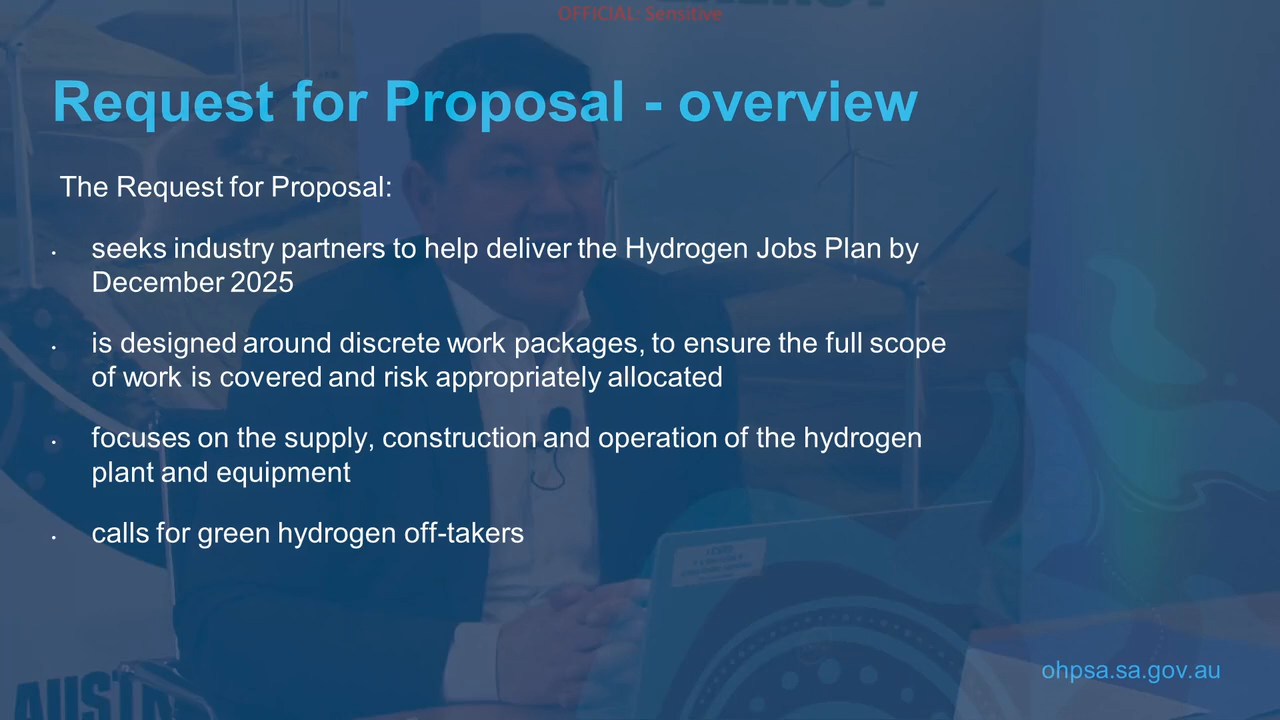 OFFICIAL: Sensitive
Request for Proposal - overview
The Request for Proposal:
• seeks industry partners to help deliver the Hydrogen Jobs Plan by
December 2025
• is designed around discrete work packages, to ensure the full scope
of work is covered and risk appropriately allocated
• focuses on the supply, construction and operation of the hydrogen
plant and equipment
• calls for green hydrogen off-takers
ohpsa.sa.gov.au